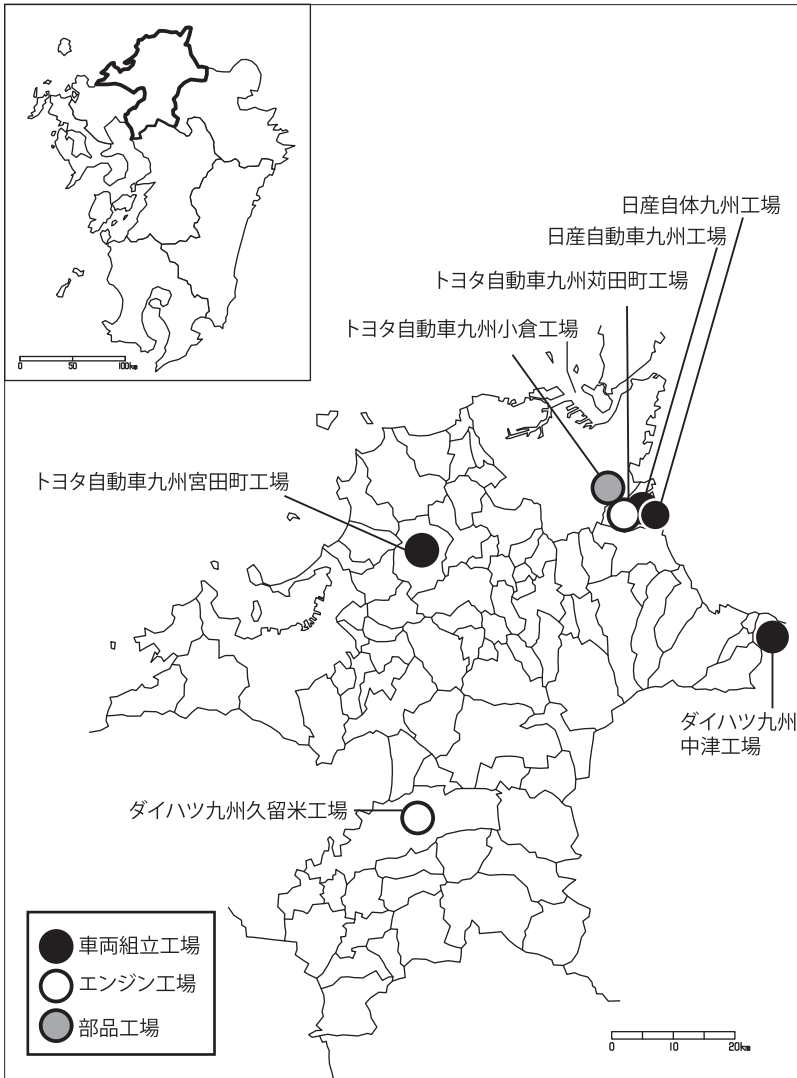 0 50 100km
日産自体九州工場
日産自動車九州工場
トヨタ自動車九州苅田町工場
トヨタ自動車九州小倉工場
トヨタ自動車九州宮田町工場
ダイハツ九州
中津工場
ダイハツ九州久留米工場
車両組立工場
エンジン工場
部品工場
0 10 20km